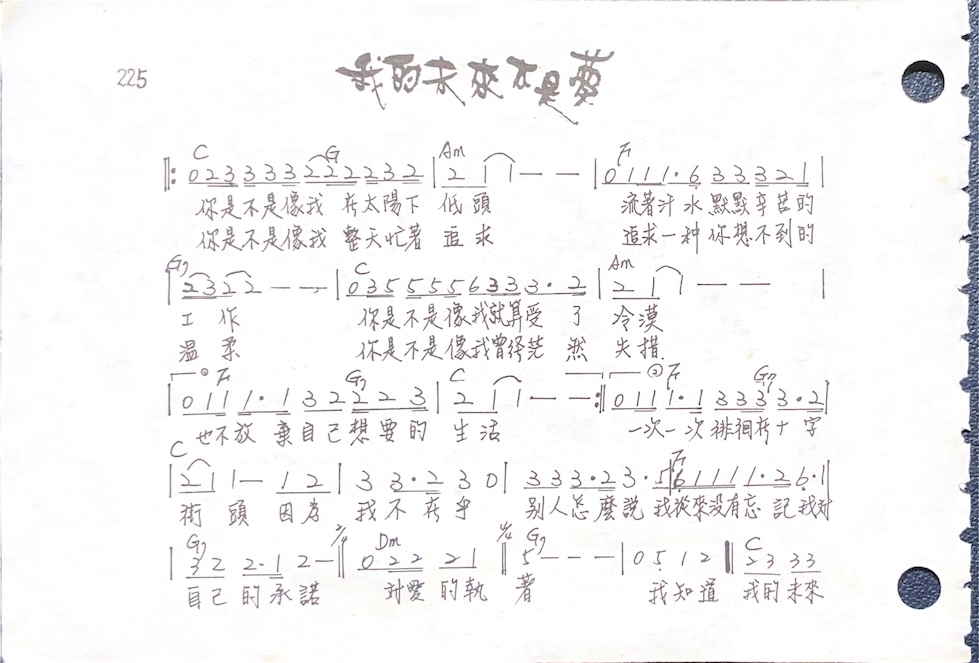 225
我的未來不是夢
C G Am F
‖: 0 2 3 3 3 3 2 2 2 2 3 2 | 2 1 1 — — | 0 1 1 1 · 6 3 3 3 2 1 |
你是不是像我 在太陽下 低頭 流著汗水默默辛苦的
你是不是像我 整天忙著 追求 追求一种你想不到的
G7 C Am
| 2 3 2 2 — — | 0 3 5 5 5 5 6 3 3 3 · 2 | 2 1 1 — — |
工作 你是不是像我就算受了 冷漠
溫柔 你是不是像我曾经茫然 失措
① F G7 C ② F G7
| 0 1 1 1 · 1 3 2 2 2 3 | 2 1 1 · — — :‖ 0 1 1 1 · 1 3 3 3 3 · 2 |
也不放棄自己想要的 生活 一次一次徘徊在十字
C F
| 2 1 1 — 1 2 | 3 3 · 2 3 0 | 3 3 3 · 2 3 · 5 | 6 1 1 1 1 · 2 6 · 1 |
街頭 因為 我不在乎 别人怎麼說 我從來没有忘記我对
G7 2/4 Dm 4/4 G7 C
| 3 2 2 · 1 2 — ‖ 0 2 2 2 1 ‖ 5 — — — | 0 5 1 2 ‖ 2 3 3 3
自己的承諾 対愛的執著 我知道 我的未來